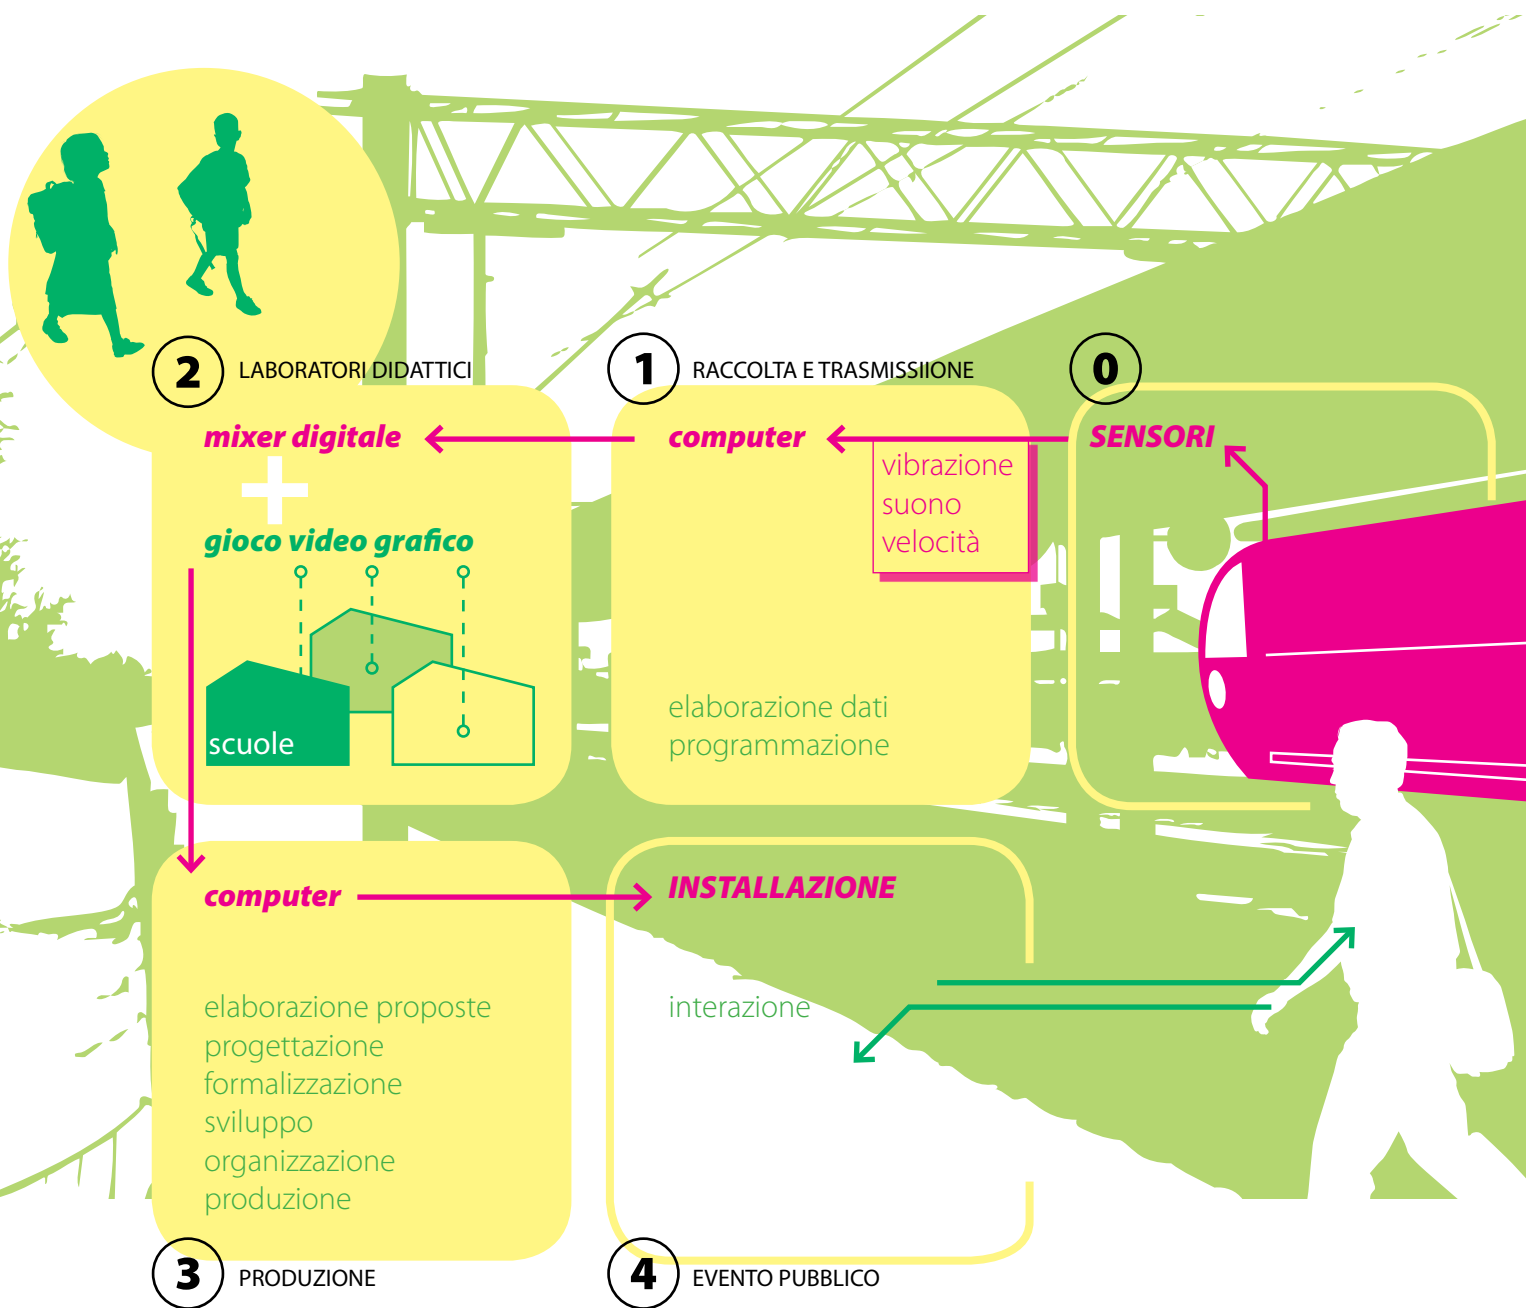 2 LABORATORI DIDATTICI
mixer digitale
+
gioco video grafico
scuole
1 RACCOLTA E TRASMISSIIONE
computer
vibrazione
suono
velocità
elaborazione dati
programmazione
0
SENSORI
computer
elaborazione proposte
progettazione
formalizzazione
sviluppo
organizzazione
produzione
3 PRODUZIONE
INSTALLAZIONE
interazione
4 EVENTO PUBBLICO